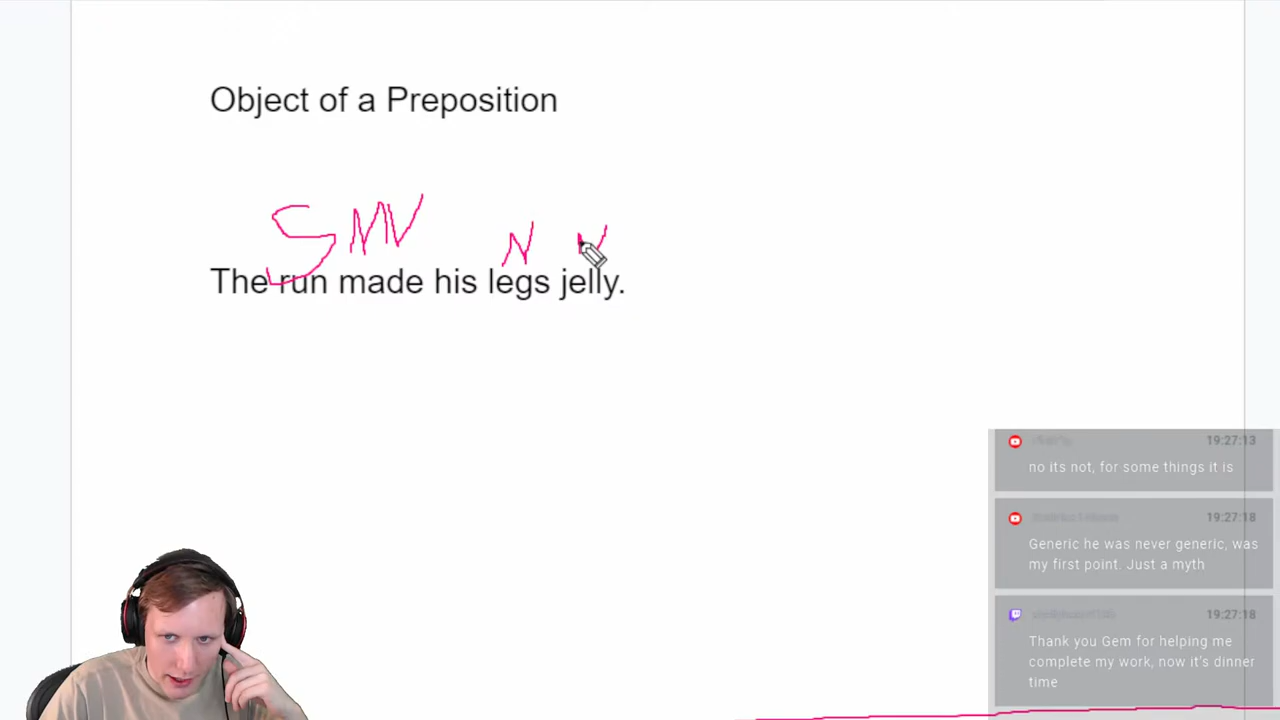 Object of a Preposition
S MV N N
The run made his legs jelly.
19:27:13
no its not, for some things it is
19:27:18
Generic he was never generic, was
my first point. Just a myth
19:27:18
Thank you Gem for helping me
complete my work, now it's dinner
time